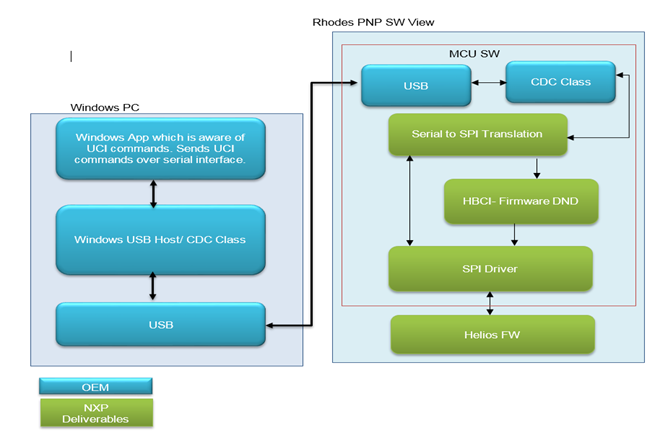 Rhodes PNP SW View
MCU SW
USB
CDC Class
Serial to SPI Translation
HBCI- Firmware DND
SPI Driver
Helios FW
Windows PC
Windows App which is aware of
UCI commands. Sends UCI
commands over serial interface.
Windows USB Host/ CDC Class
USB
OEM
NXP
Deliverables